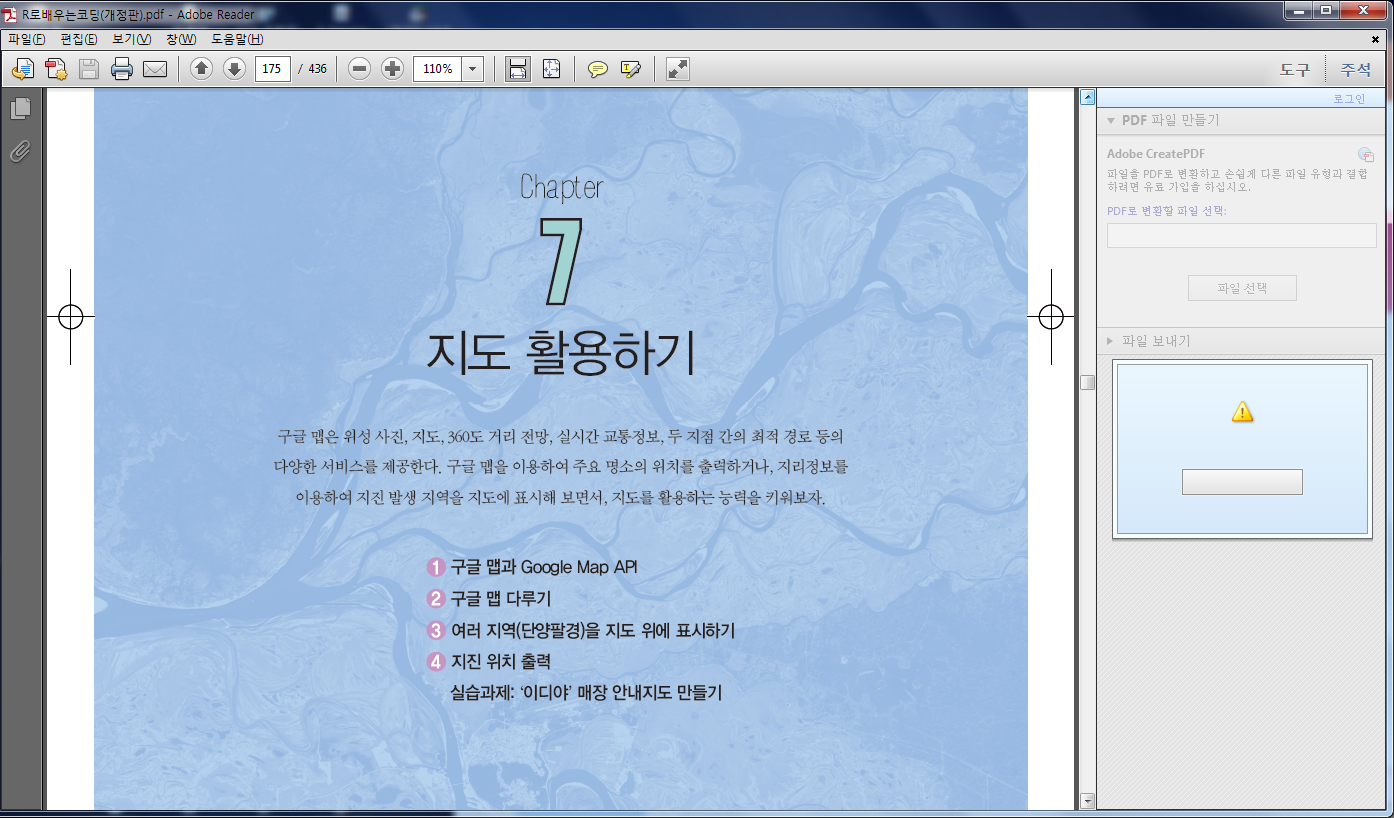 R로배우는코딩(개정판).pdf - Adobe Reader
파일(F) 편집(E) 보기(V) 창(W) 도움말(H)
175 / 436 110% 도구 주석
로그인
PDF 파일 만들기
Adobe CreatePDF
파일을 PDF로 변환하고 손쉽게 다른 파일 유형과 결합
하려면 유료 가입을 하십시오.
PDF로 변환할 파일 선택:
파일 선택
파일 보내기
Chapter
7
지도 활용하기
구글 맵은 위성 사진, 지도, 360도 거리 전망, 실시간 교통정보, 두 지점 간의 최적 경로 등의
다양한 서비스를 제공한다. 구글 맵을 이용하여 주요 명소의 위치를 출력하거나, 지리정보를
이용하여 지진 발생 지역을 지도에 표시해 보면서, 지도를 활용하는 능력을 키워보자.
1 구글 맵과 Google Map API
2 구글 맵 다루기
3 여러 지역(단양팔경)을 지도 위에 표시하기
4 지진 위치 출력
실습과제: ‘이디야’ 매장 안내지도 만들기